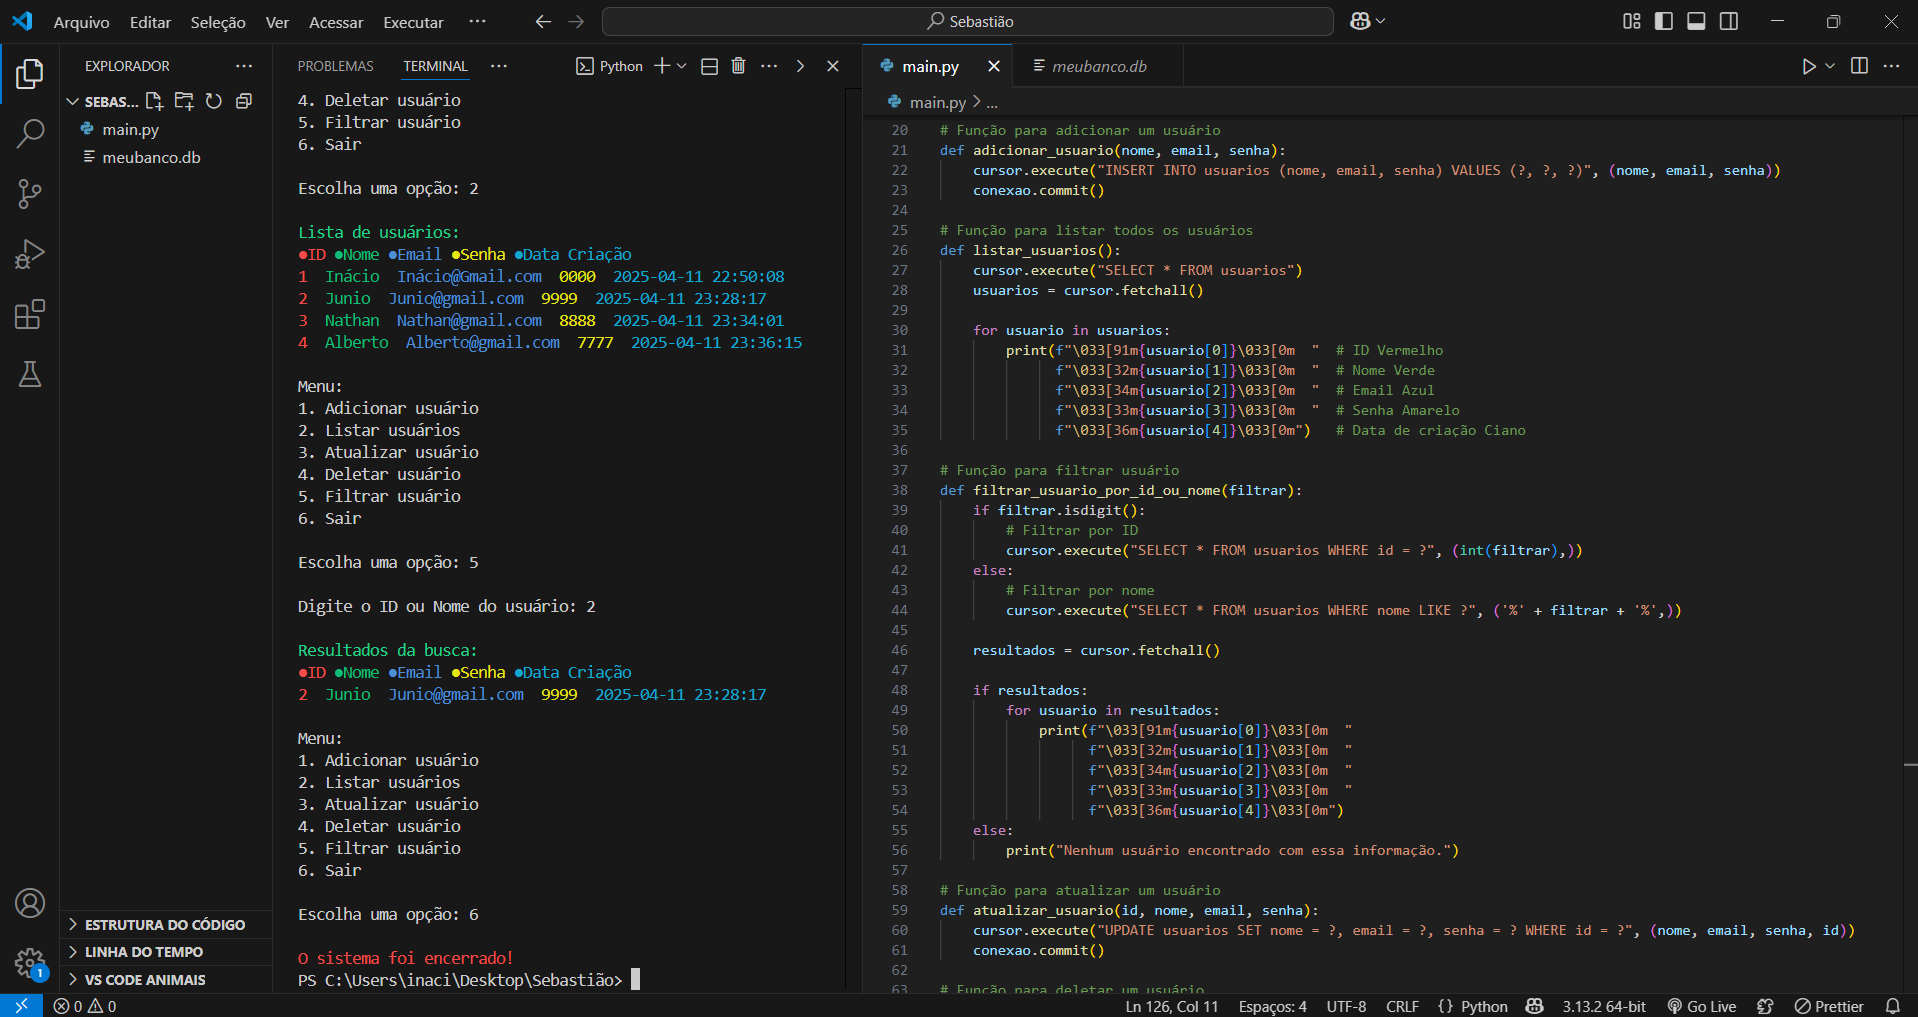 Arquivo Editar Seleção Ver Acessar Executar ··· Sebastião
EXPLORADOR ···
SEBAS...
main.py
meubanco.db
ESTRUTURA DO CÓDIGO
LINHA DO TEMPO
VS CODE ANIMAIS
1
PROBLEMAS TERMINAL ··· Python ···
4. Deletar usuário
5. Filtrar usuário
6. Sair
Escolha uma opção: 2
Lista de usuários:
●ID ●Nome ●Email ●Senha ●Data Criação
1 Inácio Inácio@Gmail.com 0000 2025-04-11 22:50:08
2 Junio Junio@gmail.com 9999 2025-04-11 23:28:17
3 Nathan Nathan@gmail.com 8888 2025-04-11 23:34:01
4 Alberto Alberto@gmail.com 7777 2025-04-11 23:36:15
Menu:
1. Adicionar usuário
2. Listar usuários
3. Atualizar usuário
4. Deletar usuário
5. Filtrar usuário
6. Sair
Escolha uma opção: 5
Digite o ID ou Nome do usuário: 2
Resultados da busca:
●ID ●Nome ●Email ●Senha ●Data Criação
2 Junio Junio@gmail.com 9999 2025-04-11 23:28:17
Menu:
1. Adicionar usuário
2. Listar usuários
3. Atualizar usuário
4. Deletar usuário
5. Filtrar usuário
6. Sair
Escolha uma opção: 6
O sistema foi encerrado!
PS C:\Users\inaci\Desktop\Sebastião>
main.py meubanco.db ···
main.py > ...
20 # Função para adicionar um usuário
21 def adicionar_usuario(nome, email, senha):
22     cursor.execute("INSERT INTO usuarios (nome, email, senha) VALUES (?, ?, ?)", (nome, email, senha))
23     conexao.commit()
24
25 # Função para listar todos os usuários
26 def listar_usuarios():
27     cursor.execute("SELECT * FROM usuarios")
28     usuarios = cursor.fetchall()
29
30     for usuario in usuarios:
31         print(f"\033[91m{usuario[0]}\033[0m  "  # ID Vermelho
32               f"\033[32m{usuario[1]}\033[0m  "  # Nome Verde
33               f"\033[34m{usuario[2]}\033[0m  "  # Email Azul
34               f"\033[33m{usuario[3]}\033[0m  "  # Senha Amarelo
35               f"\033[36m{usuario[4]}\033[0m")   # Data de criação Ciano
36
37 # Função para filtrar usuário
38 def filtrar_usuario_por_id_ou_nome(filtrar):
39     if filtrar.isdigit():
40         # Filtrar por ID
41         cursor.execute("SELECT * FROM usuarios WHERE id = ?", (int(filtrar),))
42     else:
43         # Filtrar por nome
44         cursor.execute("SELECT * FROM usuarios WHERE nome LIKE ?", ('%' + filtrar + '%',))
45
46     resultados = cursor.fetchall()
47
48     if resultados:
49         for usuario in resultados:
50             print(f"\033[91m{usuario[0]}\033[0m  "
51                   f"\033[32m{usuario[1]}\033[0m  "
52                   f"\033[34m{usuario[2]}\033[0m  "
53                   f"\033[33m{usuario[3]}\033[0m  "
54                   f"\033[36m{usuario[4]}\033[0m")
55     else:
56         print("Nenhum usuário encontrado com essa informação.")
57
58 # Função para atualizar um usuário
59 def atualizar_usuario(id, nome, email, senha):
60     cursor.execute("UPDATE usuarios SET nome = ?, email = ?, senha = ? WHERE id = ?", (nome, email, senha, id))
61     conexao.commit()
62
63 # Função para deletar um usuário
0 0 Ln 126, Col 11 Espaços: 4 UTF-8 CRLF {} Python 3.13.2 64-bit Go Live Prettier